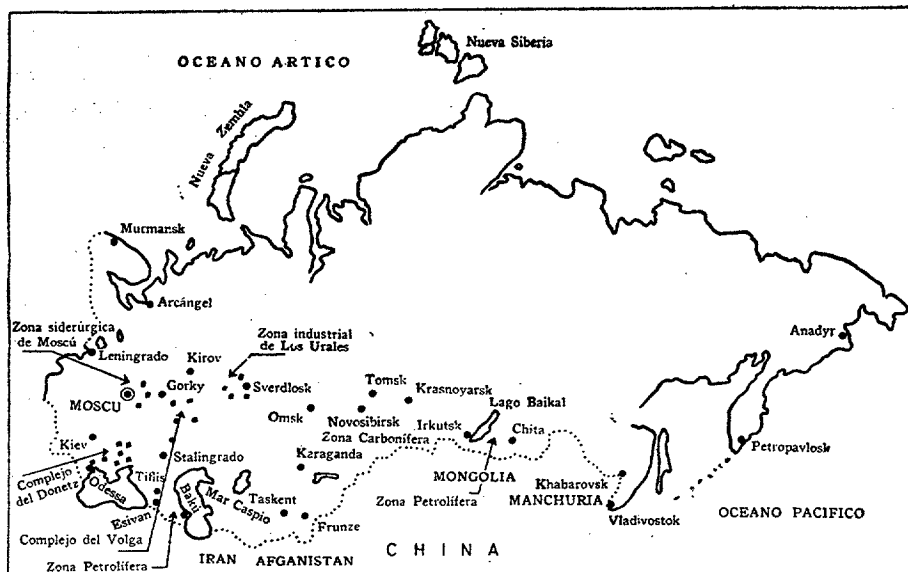 Nueva Siberia
OCEANO ARTICO
Nueva Zembla
Murmansk
Arcángel
Zona siderúrgica
de Moscú
Zona industrial
de Los Urales
Anadyr
Leningrado
Kirov
Gorky
Sverdlosk
Tomsk
Krasnoyarsk
MOSCU
Omsk
Novosibirsk
Lago Baikal
Zona Carbonífera
Irkutsk
Chita
Kiev
Petropavlosk
Stalingrado
Karaganda
MONGOLIA
Khabarovsk
Complejo
del Donetz
Odessa
Tiflis
Bakú
Mar Caspio
Taskent
Zona Petrolífera
MANCHURIA
Esivan
Frunze
Vladivostok
OCEANO PACIFICO
Complejo del Volga
IRAN
AFGANISTAN
CHINA
Zona Petrolífera